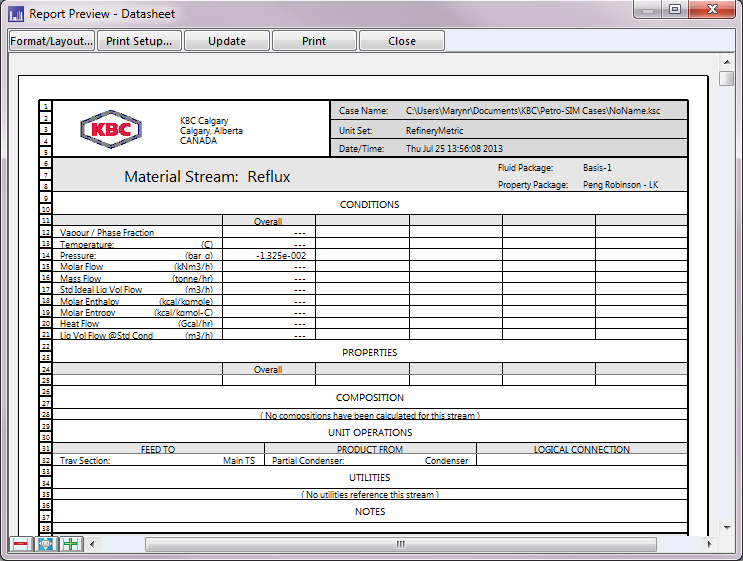 Report Preview - Datasheet
Format/Layout... Print Setup... Update Print Close
1
2
3
4
5
KBC
KBC Calgary
Calgary, Alberta
CANADA
Case Name: C:\Users\Marynr\Documents\KBC\Petro-SIM Cases\NoName.ksc
Unit Set: RefineryMetric
Date/Time: Thu Jul 25 13:56:08 2013
6
7
8
Material Stream: Reflux
Fluid Package: Basis-1
Property Package: Peng Robinson - LK
9
10 CONDITIONS
11 Overall
12 Vapour / Phase Fraction ---
13 Temperature: (C) ---
14 Pressure: (bar_g) -1.325e-002
15 Molar Flow (kNm3/h) ---
16 Mass Flow (tonne/hr) ---
17 Std Ideal Liq Vol Flow (m3/h) ---
18 Molar Enthalpy (kcal/kgmole) ---
19 Molar Entropy (kcal/kgmol-C) ---
20 Heat Flow (Gcal/hr) ---
21 Liq Vol Flow @Std Cond (m3/h) ---
22
23 PROPERTIES
24 Overall
25
26
27 COMPOSITION
28 ( No compositions have been calculated for this stream )
29
30 UNIT OPERATIONS
31 FEED TO PRODUCT FROM LOGICAL CONNECTION
32 Tray Section: Main TS Partial Condenser: Condenser
33
34 UTILITIES
35 ( No utilities reference this stream )
36
37 NOTES
38